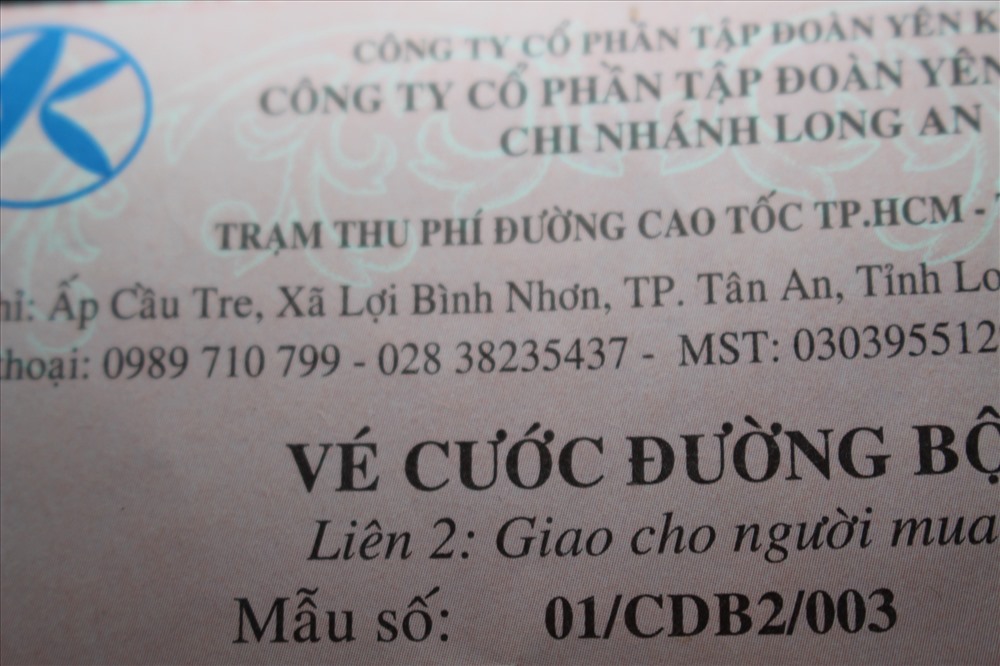 CÔNG TY CỔ PHẦN TẬP ĐOÀN YÊN K
CÔNG TY CỔ PHẦN TẬP ĐOÀN YÊN
CHI NHÁNH LONG AN
TRẠM THU PHÍ ĐƯỜNG CAO TỐC TP.HCM -
hỉ: Ấp Cầu Tre, Xã Lợi Bình Nhơn, TP. Tân An, Tỉnh Lo
thoại: 0989 710 799 - 028 38235437 - MST: 030395512
VÉ CƯỚC ĐƯỜNG BỘ
Liên 2: Giao cho người mua
Mẫu số: 01/CDB2/003